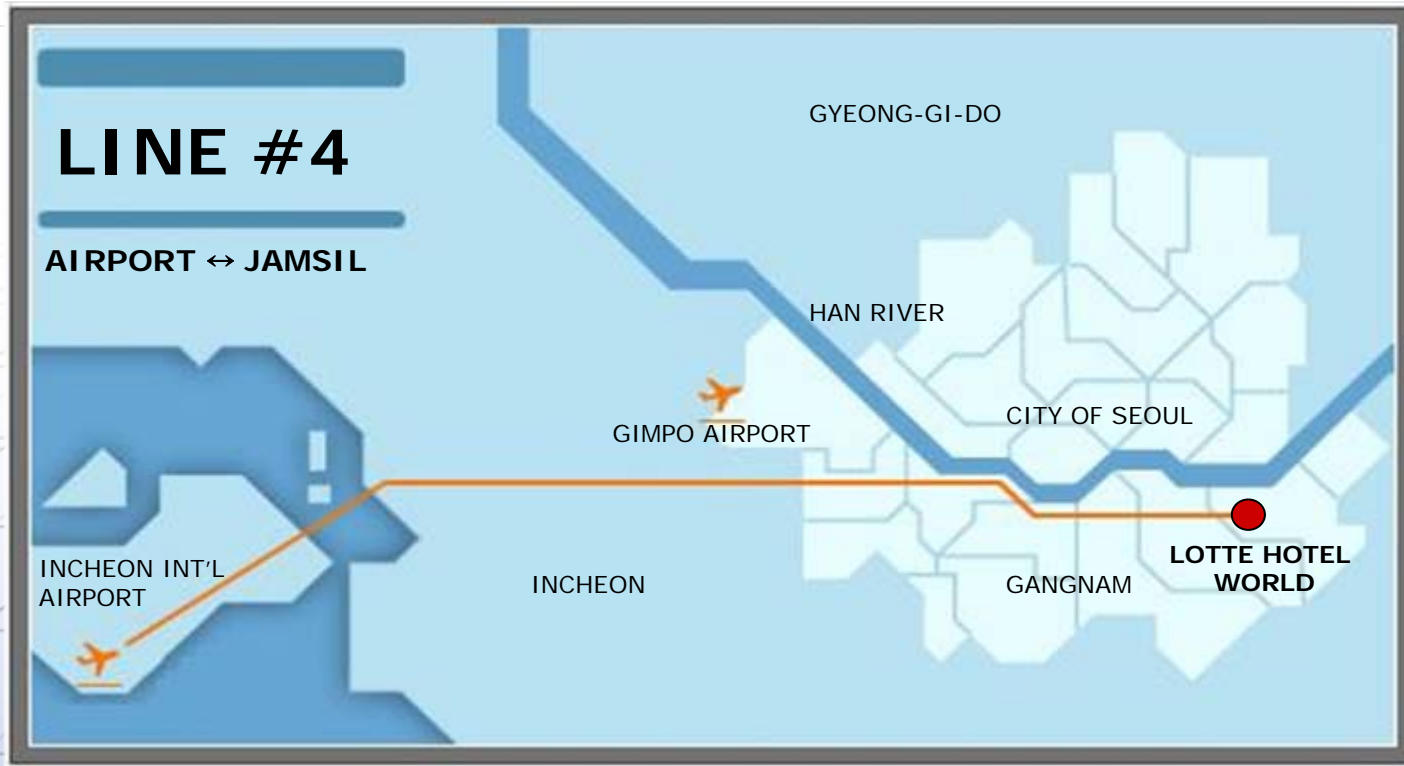 LINE #4
AIRPORT ↔ JAMSIL
GYEONG-GI-DO
HAN RIVER
CITY OF SEOUL
GIMPO AIRPORT
INCHEON INT'L
AIRPORT
INCHEON
GANGNAM
LOTTE HOTEL
WORLD